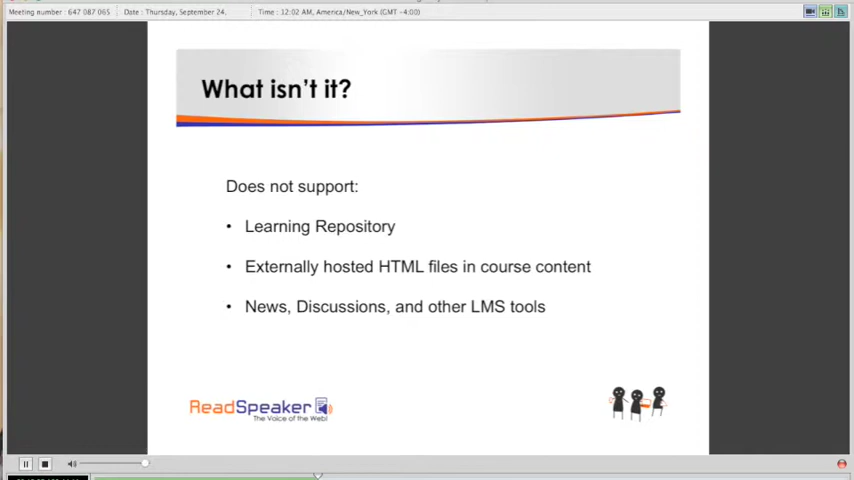 Meeting number : 647 087 065 Date : Thursday, September 24, Time : 12:02 AM, America/New_York (GMT -4:00)
What isn't it?
Does not support:
• Learning Repository
• Externally hosted HTML files in course content
• News, Discussions, and other LMS tools
ReadSpeaker
The Voice of the Web!